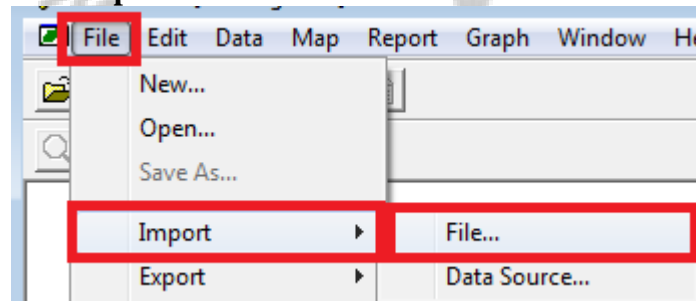 File Edit Data Map Report Graph Window
New...
Open...
Save As...
Import File...
Export Data Source...